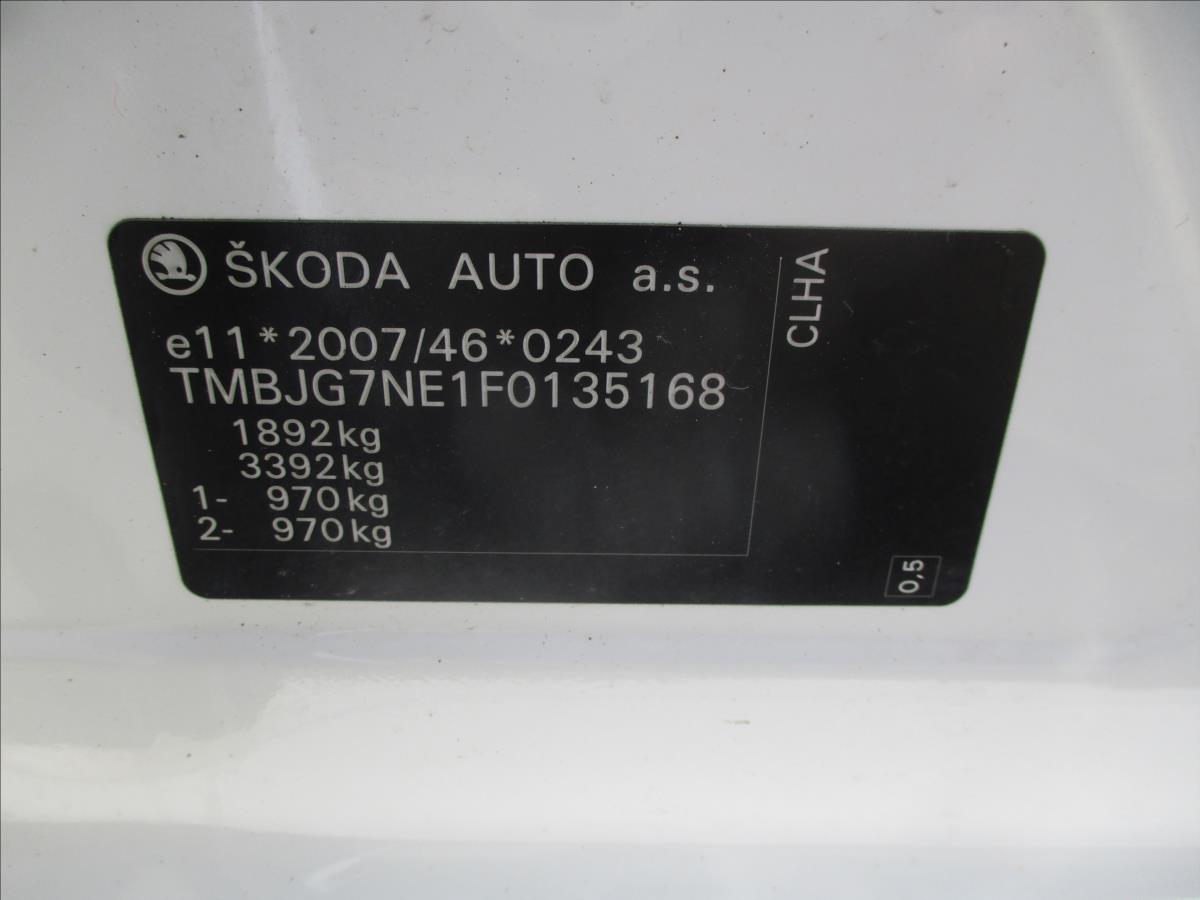 ŠKODA AUTO a.s.
e11*2007/46*0243
TMBJG7NE1F0135168
1892kg
3392kg
1- 970kg
2- 970kg
CLHA
0,5